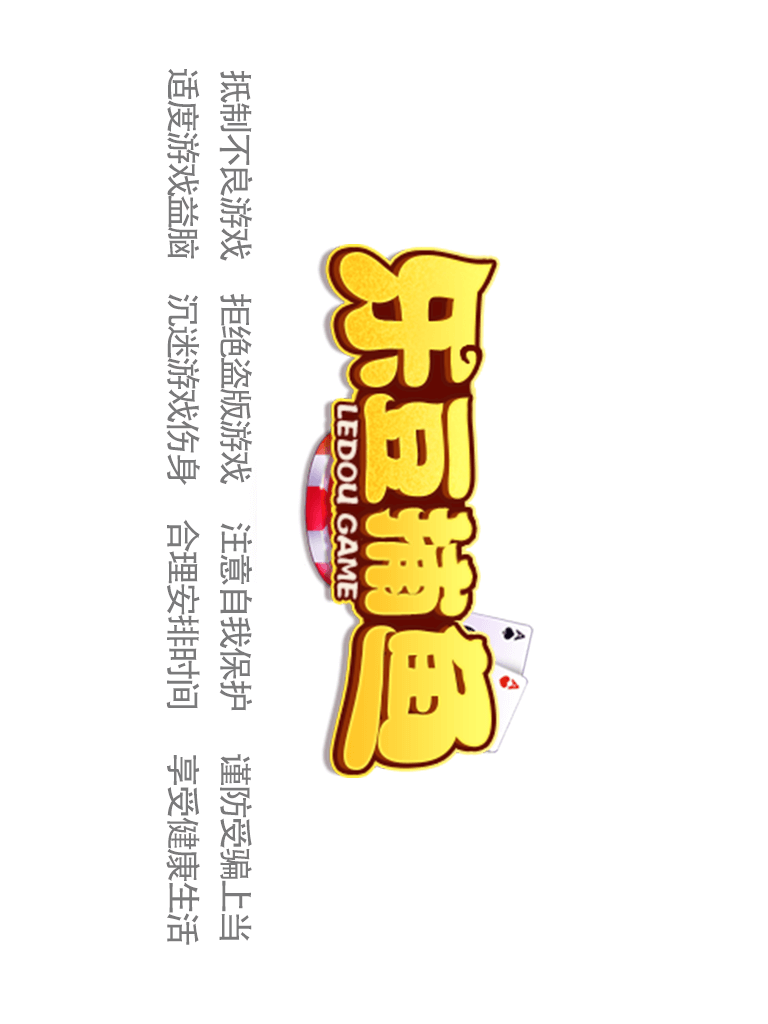 乐豆捕鱼
LEDOU GAME
抵制不良游戏 拒绝盗版游戏 注意自我保护 谨防受骗上当
适度游戏益脑 沉迷游戏伤身 合理安排时间 享受健康生活
A
A